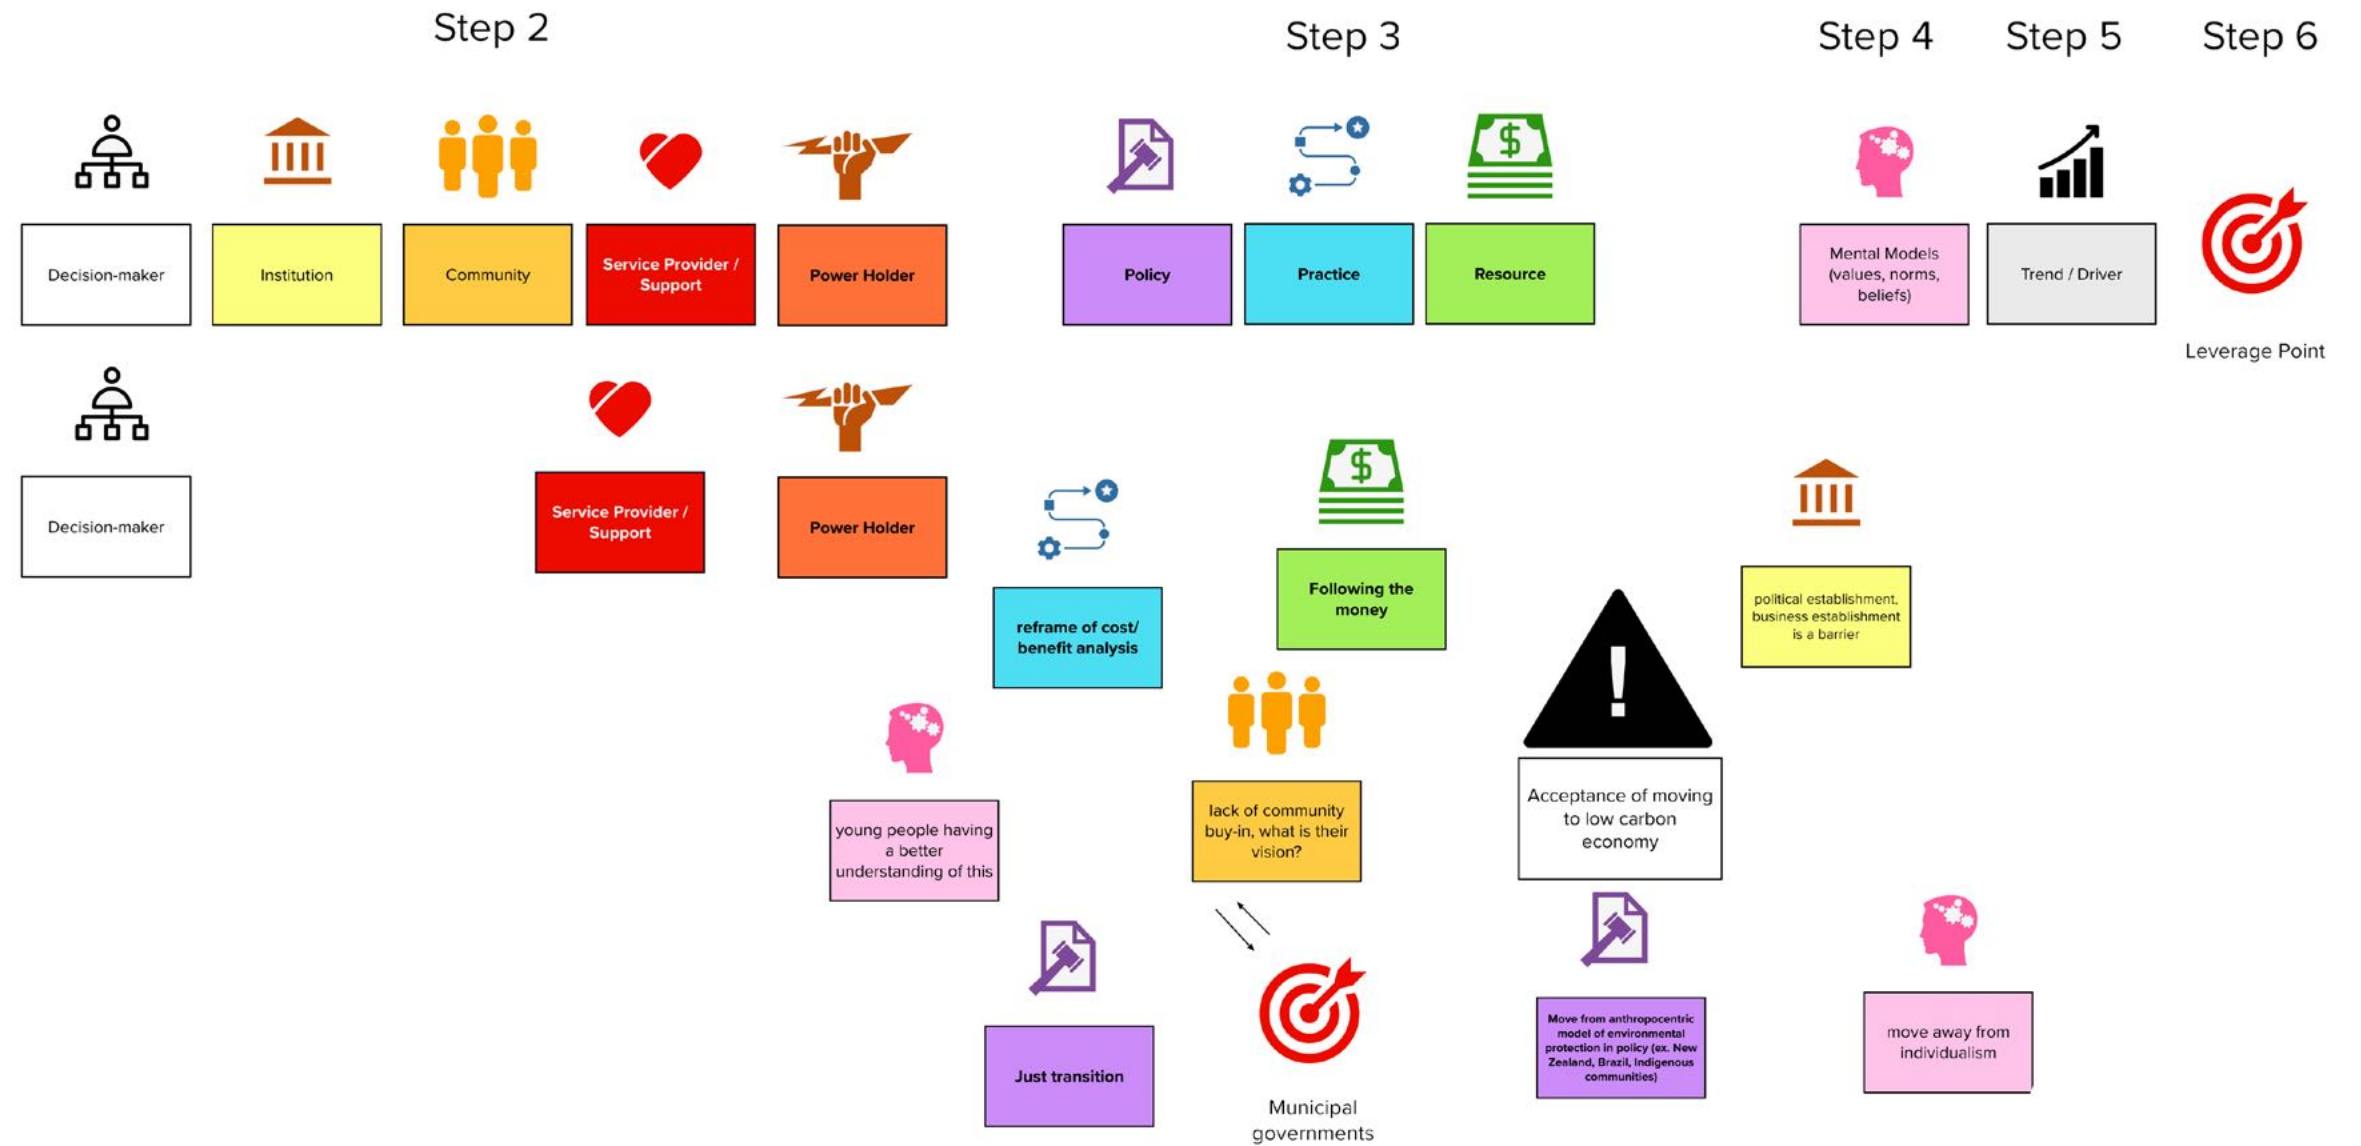 Step 2
Step 3
Step 4
Step 5
Step 6
Decision-maker
Institution
Community
Service Provider /
Support
Power Holder
Policy
Practice
$
Resource
Mental Models
(values, norms,
beliefs)
Trend / Driver
Leverage Point
Decision-maker
Service Provider /
Support
Power Holder
reframe of cost/
benefit analysis
$
Following the
money
political establishment,
business establishment
is a barrier
!
Acceptance of moving
to low carbon
economy
young people having
a better
understanding of this
lack of community
buy-in, what is their
vision?
Just transition
Municipal
governments
Move from anthropocentric
model of environmental
protection in policy (ex. New
Zealand, Brazil, Indigenous
communities)
move away from
individualism